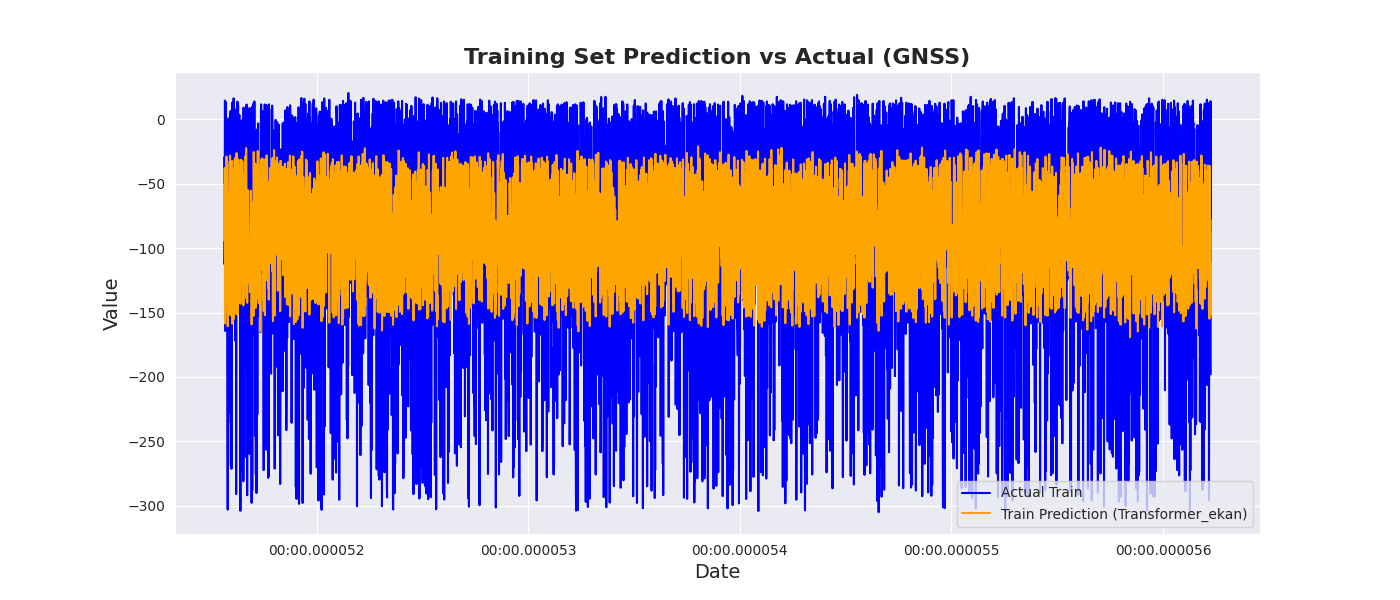 Training Set Prediction vs Actual (GNSS)
Value
0
−50
−100
−150
−200
−250
−300
Actual Train
Train Prediction (Transformer_ekan)
00:00.000052
00:00.000053
00:00.000054
00:00.000055
00:00.000056
Date